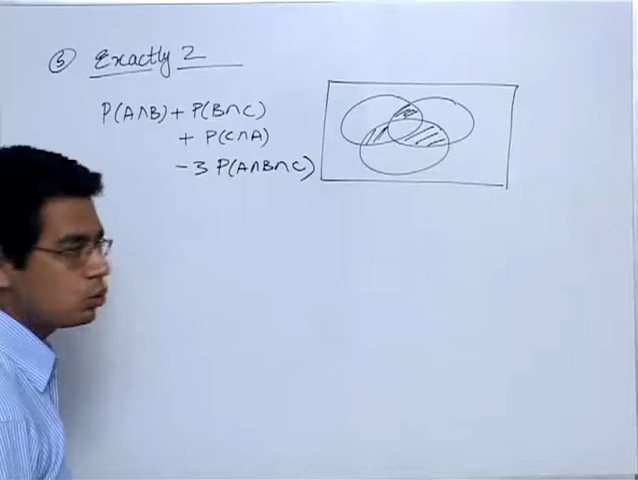 ③ Exactly 2
P(A∩B) + P(B∩C)
+ P(C∩A)
- 3 P(A∩B∩C)